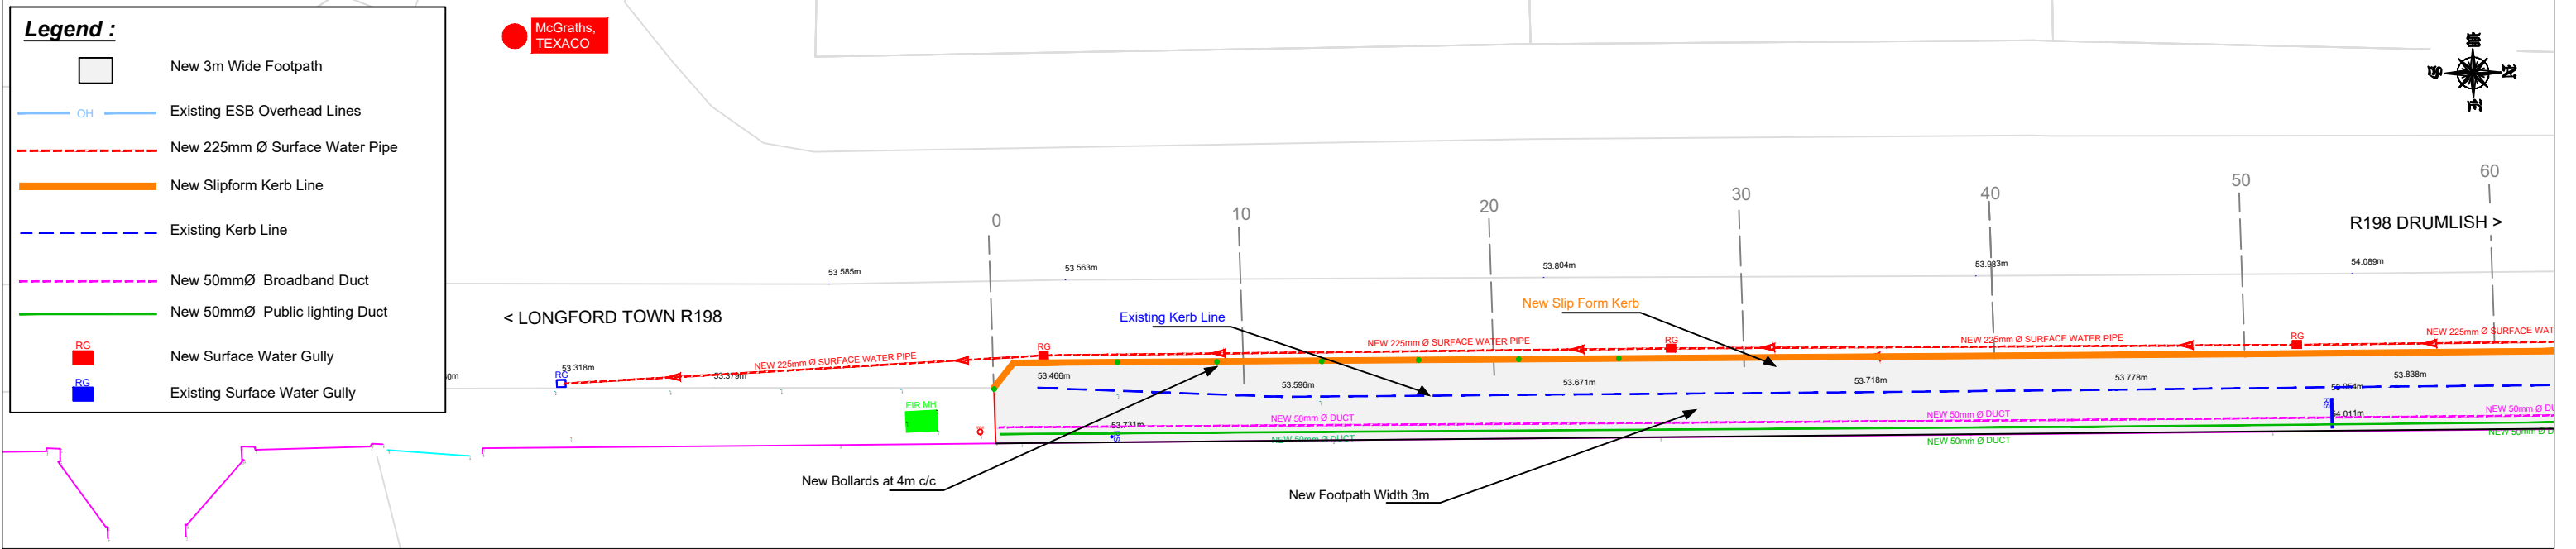 Legend :
New 3m Wide Footpath
OH
Existing ESB Overhead Lines
New 225mm Ø Surface Water Pipe
New Slipform Kerb Line
Existing Kerb Line
New 50mmØ Broadband Duct
New 50mmØ Public lighting Duct
RG
New Surface Water Gully
RG
Existing Surface Water Gully
McGraths,
TEXACO
W
S
N
E
0
10
20
30
40
50
60
R198 DRUMLISH >
53.585m
53.563m
53.804m
53.983m
54.089m
< LONGFORD TOWN R198
Existing Kerb Line
New Slip Form Kerb
RG
RG
RG
NEW 225mm Ø SURFACE WATER PIPE
NEW 225mm Ø SURFACE WATER PIPE
NEW 225mm Ø SURFACE WATER PIPE
NEW 225mm Ø SURFACE WAT
RG
53.318m
53.379m
53.466m
53.596m
53.671m
53.718m
53.778m
53.838m
EIR MH
53.731m
54.011m
NEW 50mm Ø DUCT
NEW 50mm Ø DUCT
NEW 50mm Ø DUCT
NEW 50mm Ø DUCT
New Bollards at 4m c/c
New Footpath Width 3m